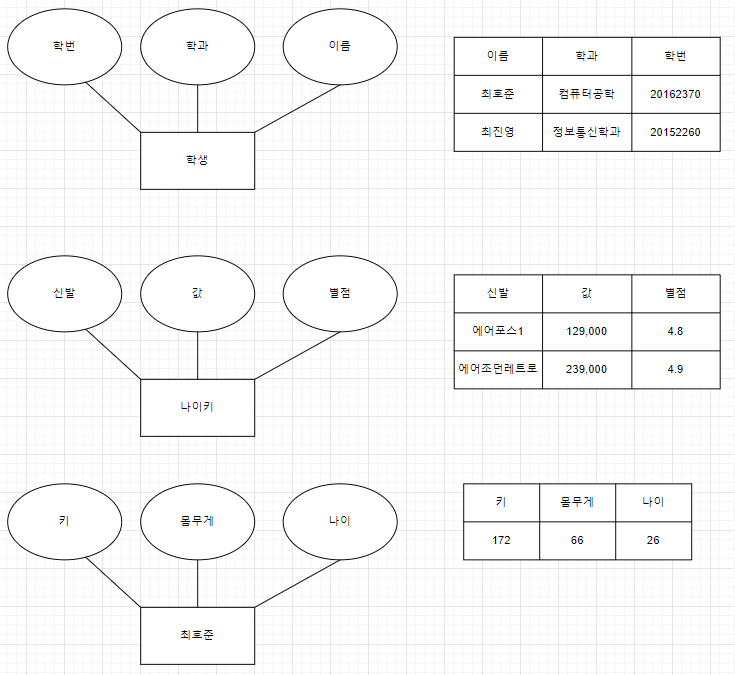 학번 학과 이름
학생
이름 학과 학번
최호준 컴퓨터공학 20162370
최진영 정보통신학과 20152260
신발 값 별점
나이키
신발 값 별점
에어포스1 129,000 4.8
에어조던레트로 239,000 4.9
키 몸무게 나이
최호준
키 몸무게 나이
172 66 26